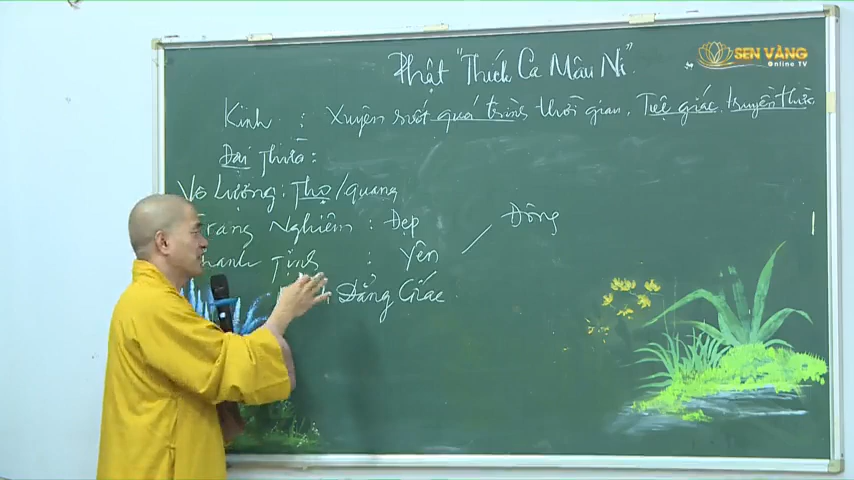 SEN VÀNG
Online TV
Phật "Thích Ca Mâu Ni"
Kinh : Xuyên suốt quá trình thời gian. Tuệ giác truyền thừa
Đại Thừa:
Vô Lượng: Thọ/quang
Trang Nghiêm : Đẹp
Thanh Tịnh : Yên / Động
Đẳng Giác.